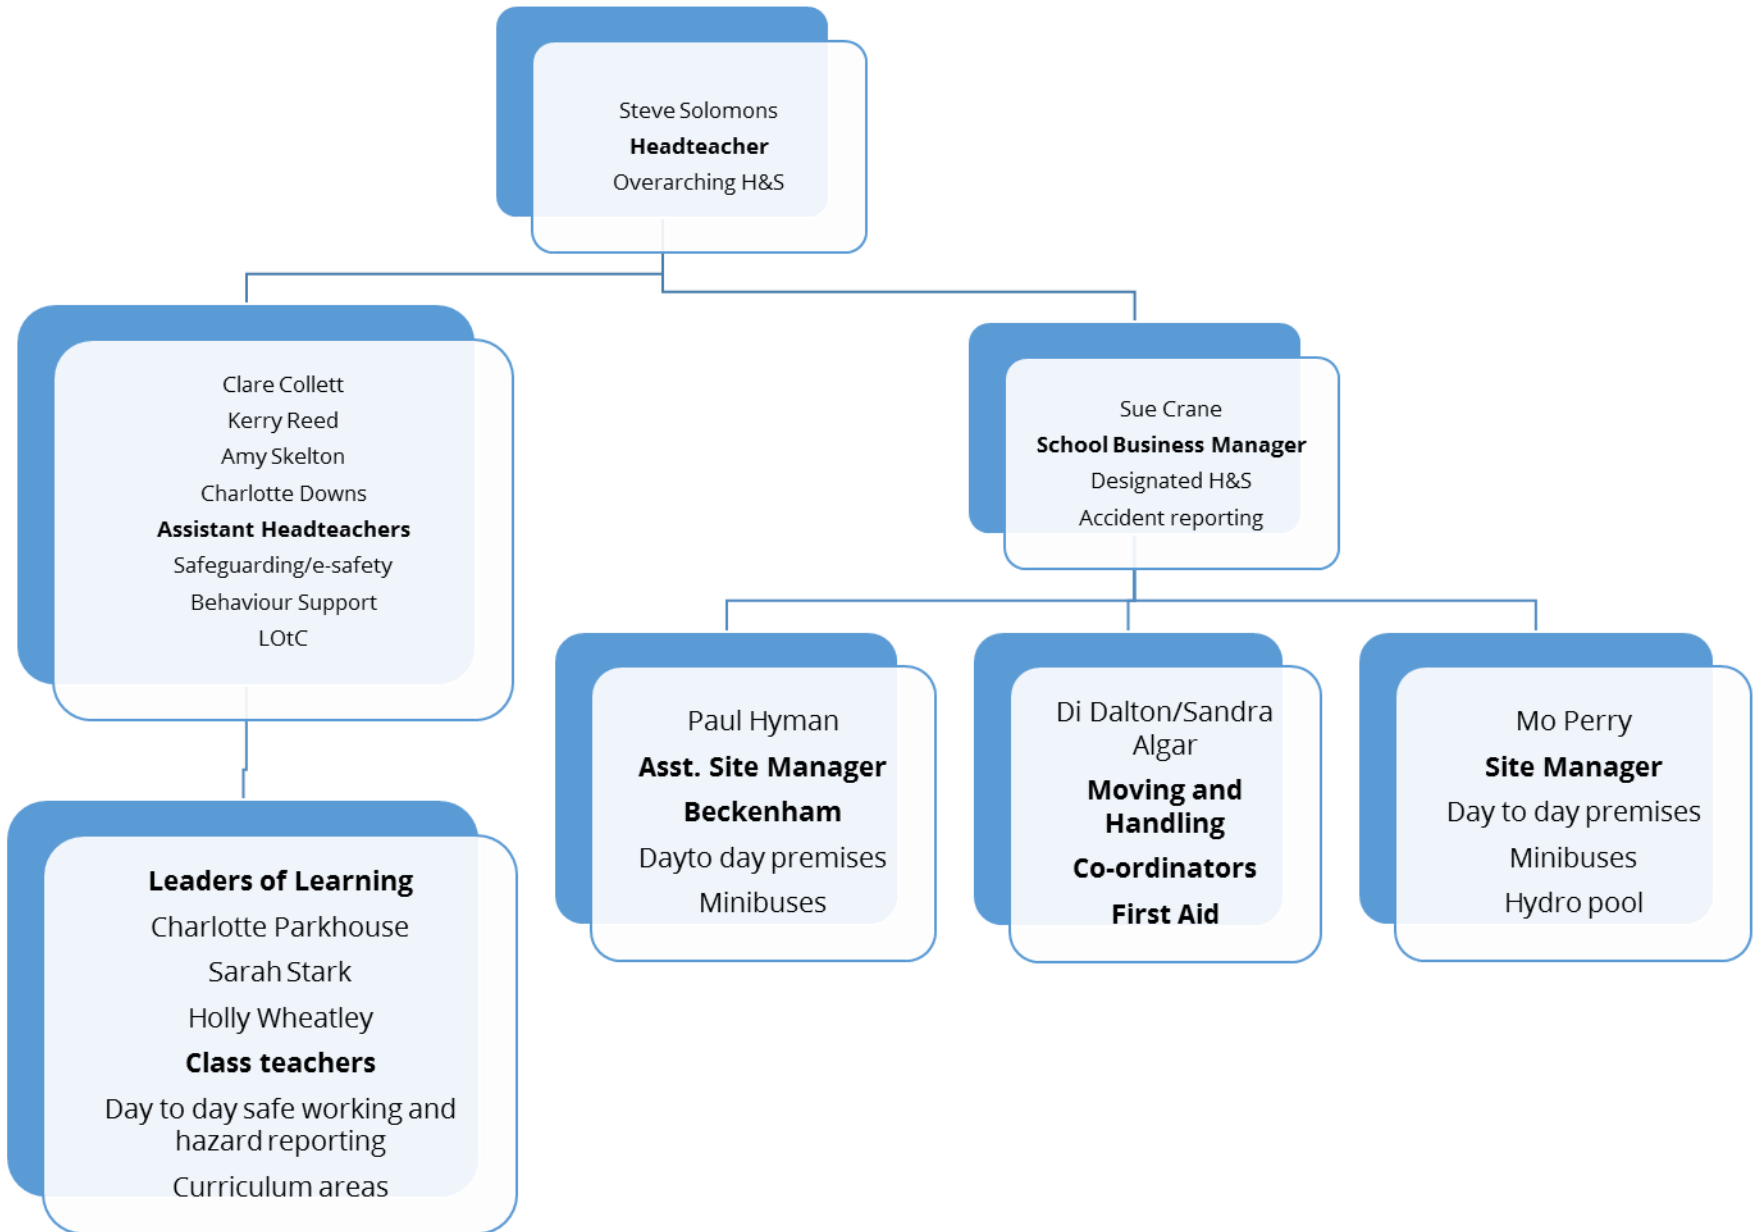 Steve Solomons
Headteacher
Overarching H&S
Clare Collett
Kerry Reed
Amy Skelton
Charlotte Downs
Assistant Headteachers
Safeguarding/e-safety
Behaviour Support
LOtC
Sue Crane
School Business Manager
Designated H&S
Accident reporting
Leaders of Learning
Charlotte Parkhouse
Sarah Stark
Holly Wheatley
Class teachers
Day to day safe working and
hazard reporting
Curriculum areas
Paul Hyman
Asst. Site Manager
Beckenham
Dayto day premises
Minibuses
Di Dalton/Sandra
Algar
Moving and
Handling
Co-ordinators
First Aid
Mo Perry
Site Manager
Day to day premises
Minibuses
Hydro pool